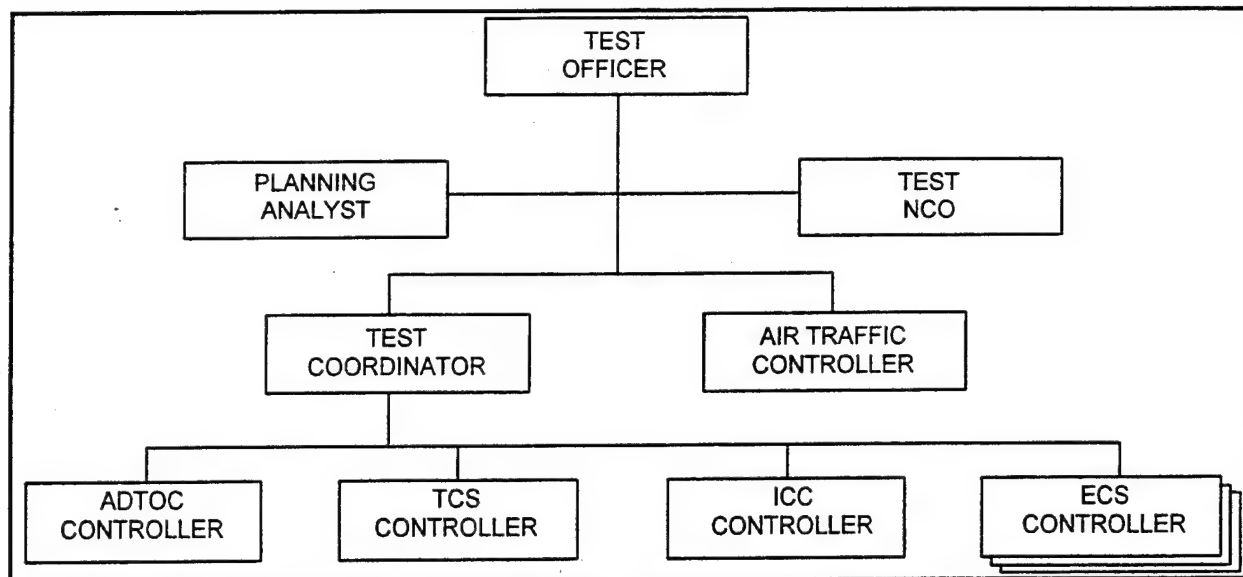 TEST
OFFICER
PLANNING
ANALYST
TEST
NCO
TEST
COORDINATOR
AIR TRAFFIC
CONTROLLER
ADTOC
CONTROLLER
TCS
CONTROLLER
ICC
CONTROLLER
ECS
CONTROLLER